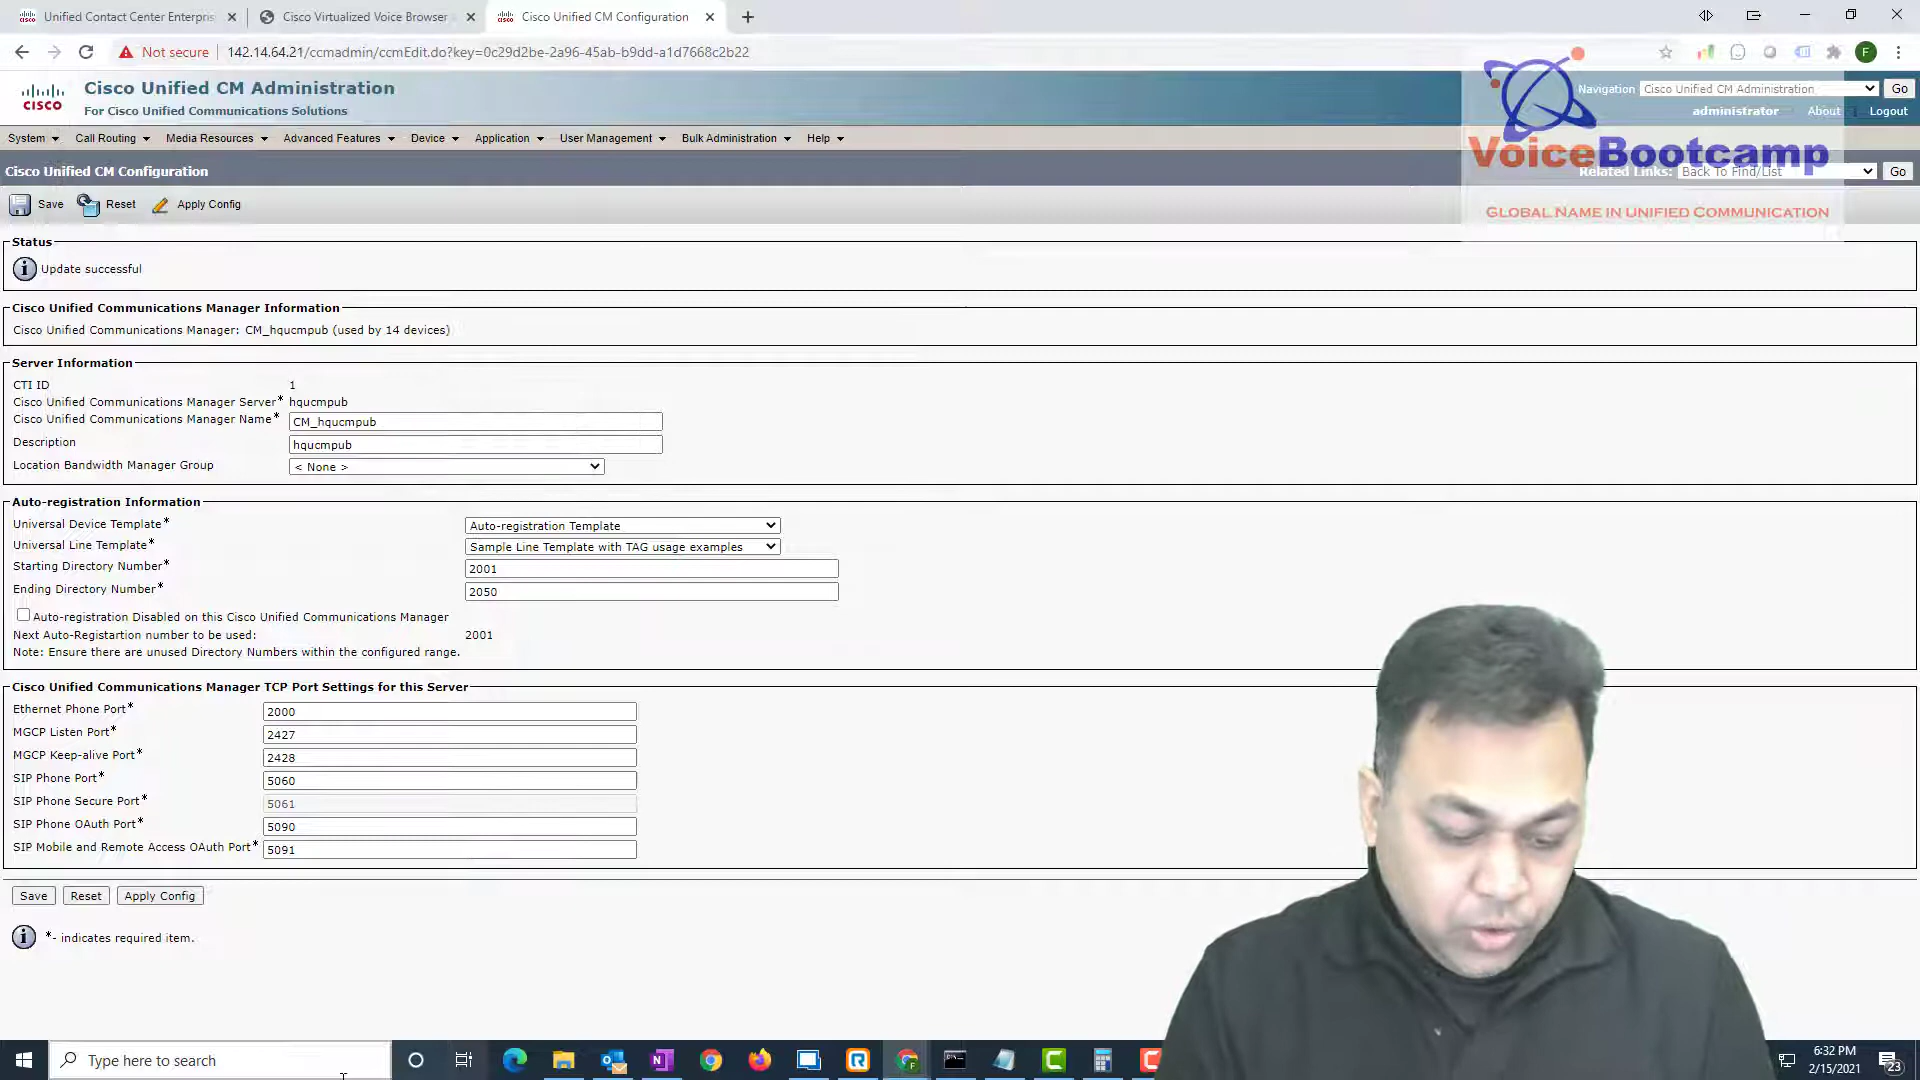 Unified Contact Center Enterpris
Cisco Virtualized Voice Browser
Cisco Unified CM Configuration
Not secure
142.14.64.21/ccmadmin/ccmEdit.do?key=0c29d2be-2a96-45ab-b9dd-a1d7668c2b22
F
CISCO
Cisco Unified CM Administration
For Cisco Unified Communications Solutions
Navigation Cisco Unified CM Administration Go
administrator About Logout
System Call Routing Media Resources Advanced Features Device Application User Management Bulk Administration Help
VoiceBootcamp
Cisco Unified CM Configuration
Related Links: Back To Find/List Go
Save Reset Apply Config
GLOBAL NAME IN UNIFIED COMMUNICATION
Status
Update successful
Cisco Unified Communications Manager Information
Cisco Unified Communications Manager: CM_hqucmpub (used by 14 devices)
Server Information
CTI ID 1
Cisco Unified Communications Manager Server* hqucmpub
Cisco Unified Communications Manager Name* CM_hqucmpub
Description hqucmpub
Location Bandwidth Manager Group < None >
Auto-registration Information
Universal Device Template* Auto-registration Template
Universal Line Template* Sample Line Template with TAG usage examples
Starting Directory Number* 2001
Ending Directory Number* 2050
Auto-registration Disabled on this Cisco Unified Communications Manager
Next Auto-Registartion number to be used: 2001
Note: Ensure there are unused Directory Numbers within the configured range.
Cisco Unified Communications Manager TCP Port Settings for this Server
Ethernet Phone Port* 2000
MGCP Listen Port* 2427
MGCP Keep-alive Port* 2428
SIP Phone Port* 5060
SIP Phone Secure Port* 5061
SIP Phone OAuth Port* 5090
SIP Mobile and Remote Access OAuth Port* 5091
Save Reset Apply Config
*- indicates required item.
Type here to search
6:32 PM
2/15/2021
23